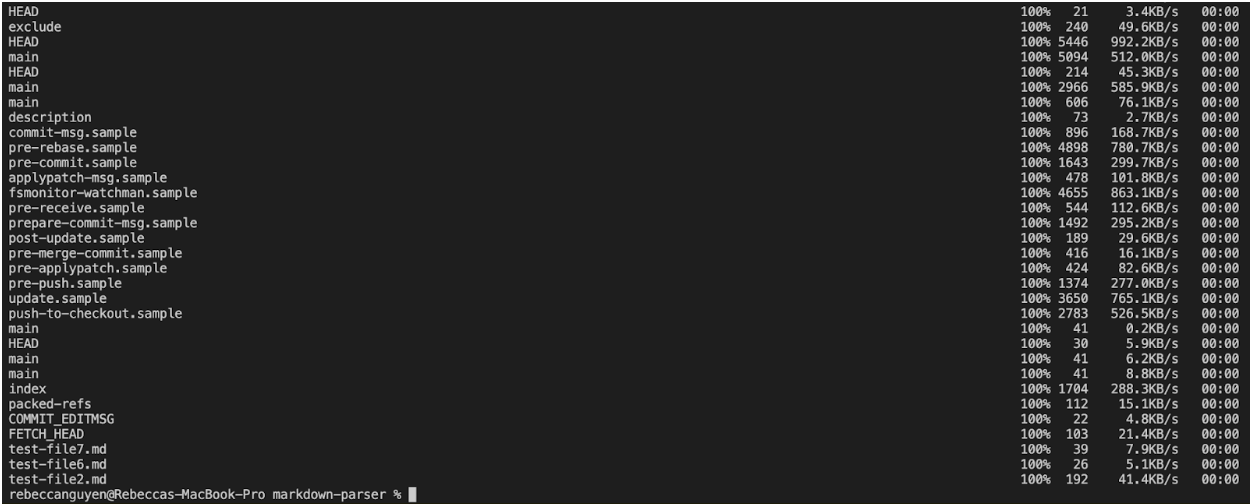 HEAD 100% 21 3.4KB/s 00:00
exclude 100% 240 49.6KB/s 00:00
HEAD 100% 5446 992.2KB/s 00:00
main 100% 5094 512.0KB/s 00:00
HEAD 100% 214 45.3KB/s 00:00
main 100% 2966 585.9KB/s 00:00
main 100% 606 76.1KB/s 00:00
description 100% 73 2.7KB/s 00:00
commit-msg.sample 100% 896 168.7KB/s 00:00
pre-rebase.sample 100% 4898 780.7KB/s 00:00
pre-commit.sample 100% 1643 299.7KB/s 00:00
applypatch-msg.sample 100% 478 101.8KB/s 00:00
fsmonitor-watchman.sample 100% 4655 863.1KB/s 00:00
pre-receive.sample 100% 544 112.6KB/s 00:00
prepare-commit-msg.sample 100% 1492 295.2KB/s 00:00
post-update.sample 100% 189 29.6KB/s 00:00
pre-merge-commit.sample 100% 416 16.1KB/s 00:00
pre-applypatch.sample 100% 424 82.6KB/s 00:00
pre-push.sample 100% 1374 277.0KB/s 00:00
update.sample 100% 3650 765.1KB/s 00:00
push-to-checkout.sample 100% 2783 526.5KB/s 00:00
main 100% 41 0.2KB/s 00:00
HEAD 100% 30 5.9KB/s 00:00
main 100% 41 6.2KB/s 00:00
main 100% 41 8.8KB/s 00:00
index 100% 1704 288.3KB/s 00:00
packed-refs 100% 112 15.1KB/s 00:00
COMMIT_EDITMSG 100% 22 4.8KB/s 00:00
FETCH_HEAD 100% 103 21.4KB/s 00:00
test-file7.md 100% 39 7.9KB/s 00:00
test-file6.md 100% 26 5.1KB/s 00:00
test-file2.md 100% 192 41.4KB/s 00:00
rebeccanguyen@Rebeccas-MacBook-Pro markdown-parser %